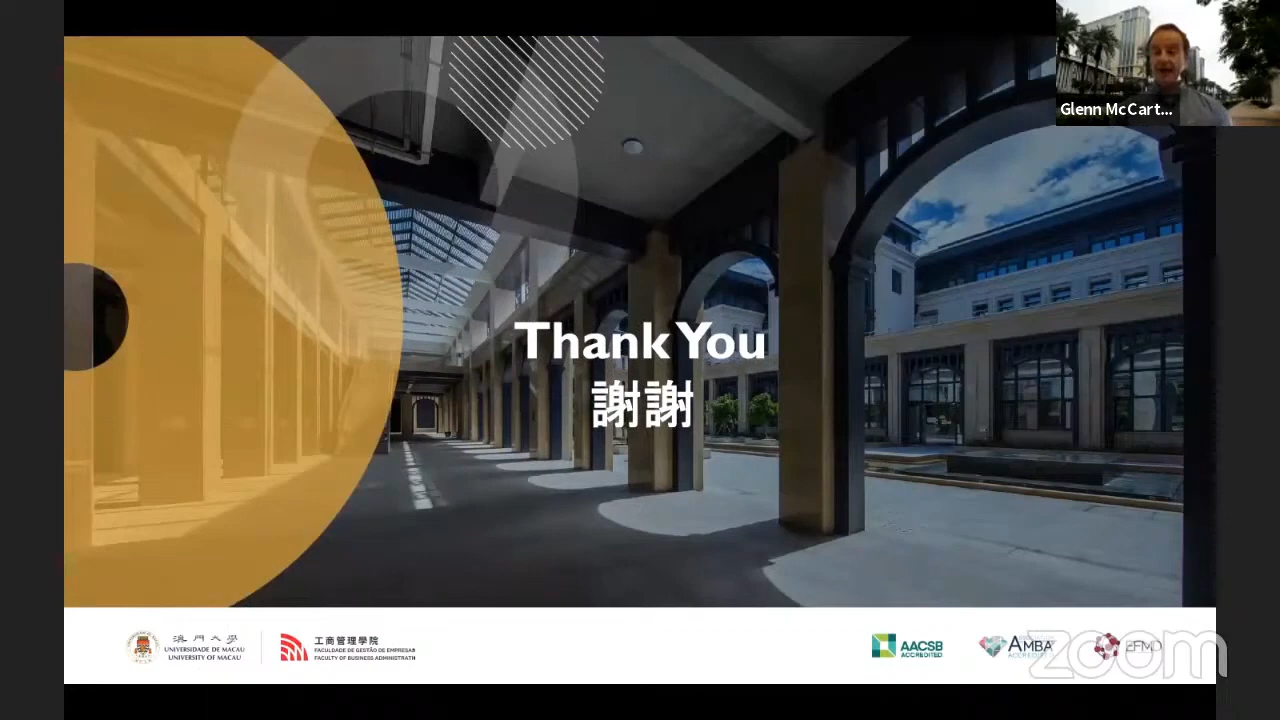 Glenn McCart...
Thank You
謝謝
澳門大學
UNIVERSIDADE DE MACAU
UNIVERSITY OF MACAU
工商管理學院
FACULDADE DE GESTÃO DE EMPRESAS
FACULTY OF BUSINESS ADMINISTRATION
AACSB
ACCREDITED
AMBA
ACCREDITED
EFMD
zoom